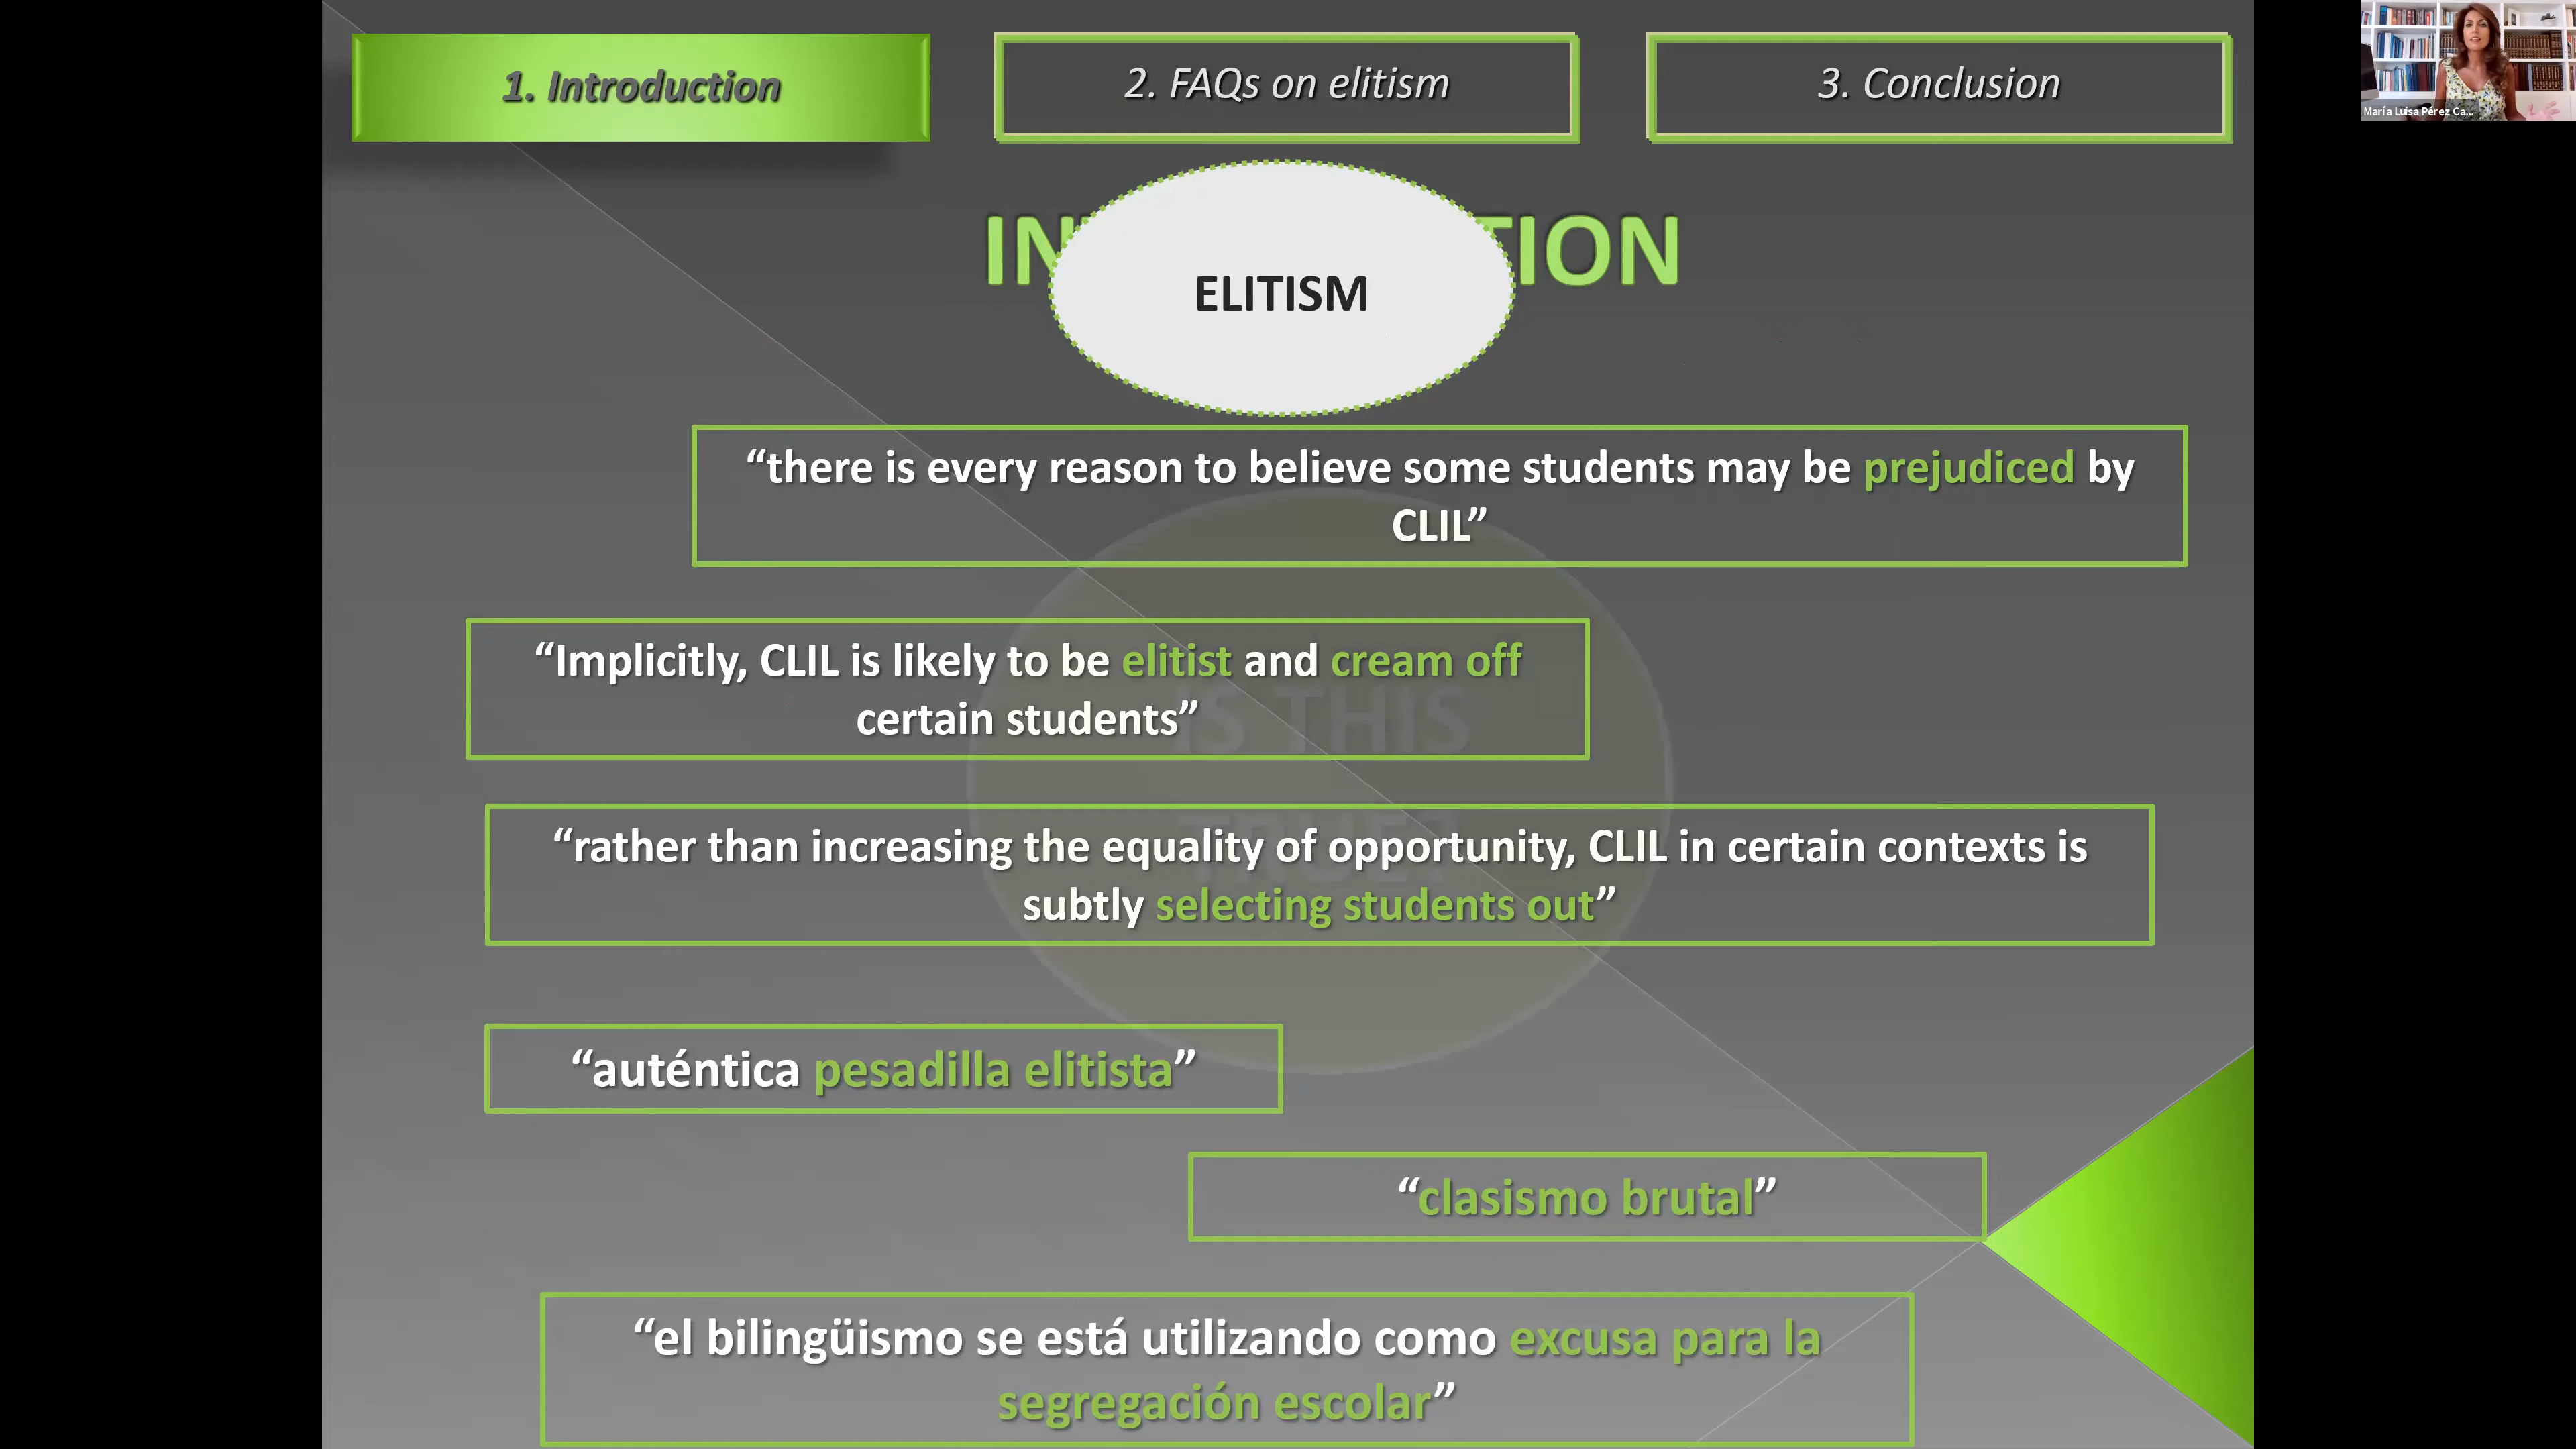 1. Introduction
2. FAQs on elitism
3. Conclusion
María Luisa Pérez Ca...
ELITISM
“there is every reason to believe some students may be prejudiced by
CLIL”
“Implicitly, CLIL is likely to be elitist and cream off
certain students”
IS THIS
TRUE?
“rather than increasing the equality of opportunity, CLIL in certain contexts is
subtly selecting students out”
“auténtica pesadilla elitista”
“clasismo brutal”
“el bilingüismo se está utilizando como excusa para la
segregación escolar”